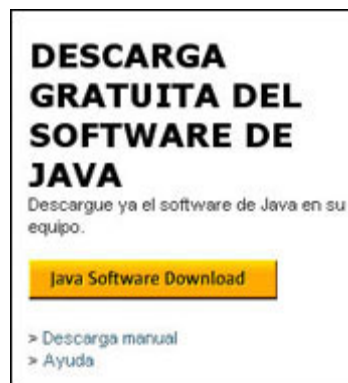 DESCARGA
GRATUITA DEL
SOFTWARE DE
JAVA
Descargue ya el software de Java en su
equipo.
Java Software Download
» Descarga manual
» Ayuda